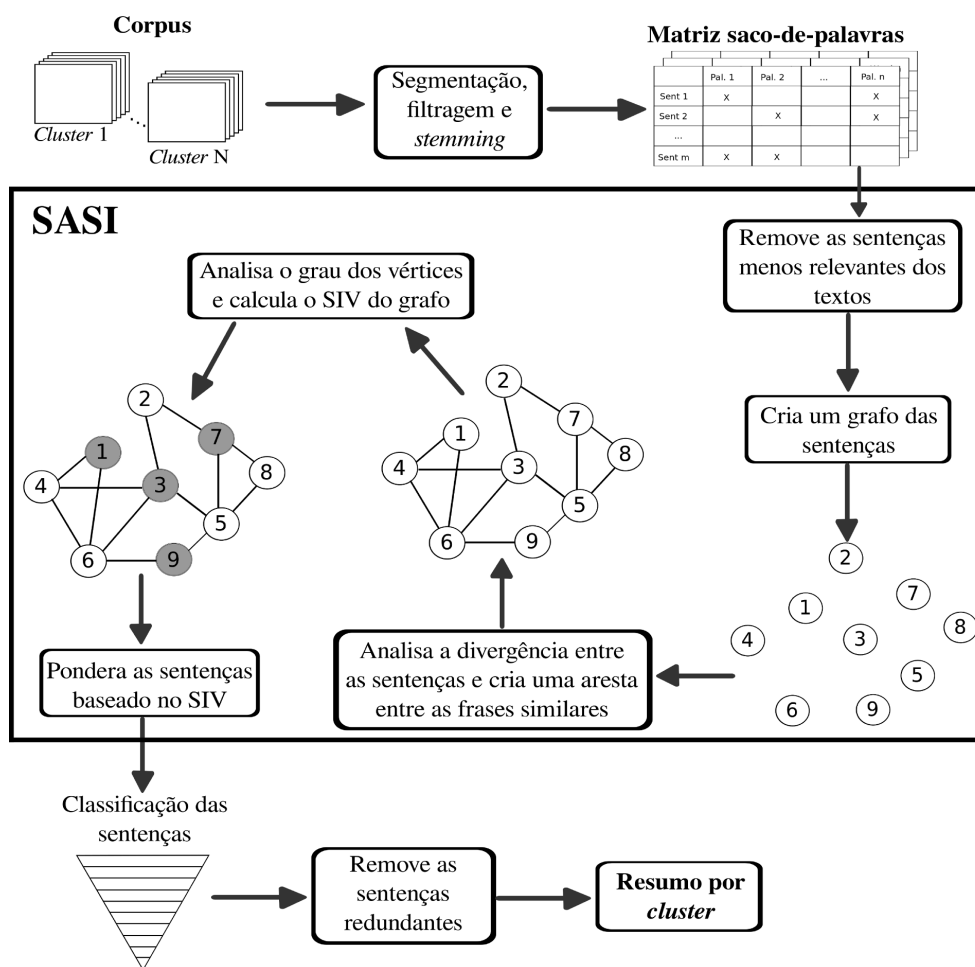 Corpus
Cluster 1
Cluster N
Segmentação,
filtragem e
stemming
Matriz saco-de-palavras
Pal. 1 Pal. 2 ... Pal. n
Sent 1 X X
Sent 2 X X
...
Sent m X X
SASI
Remove as sentenças
menos relevantes dos
textos
Cria um grafo das
sentenças
2
7
1
8
4
3
5
6
9
Analisa a divergência entre
as sentenças e cria uma aresta
entre as frases similares
2
7
1
8
4
3
5
6
9
Analisa o grau dos vértices
e calcula o SIV do grafo
2
7
1
8
4
3
5
6
9
Pondera as sentenças
baseado no SIV
Classificação das
sentenças
Remove as
sentenças
redundantes
Resumo por
cluster